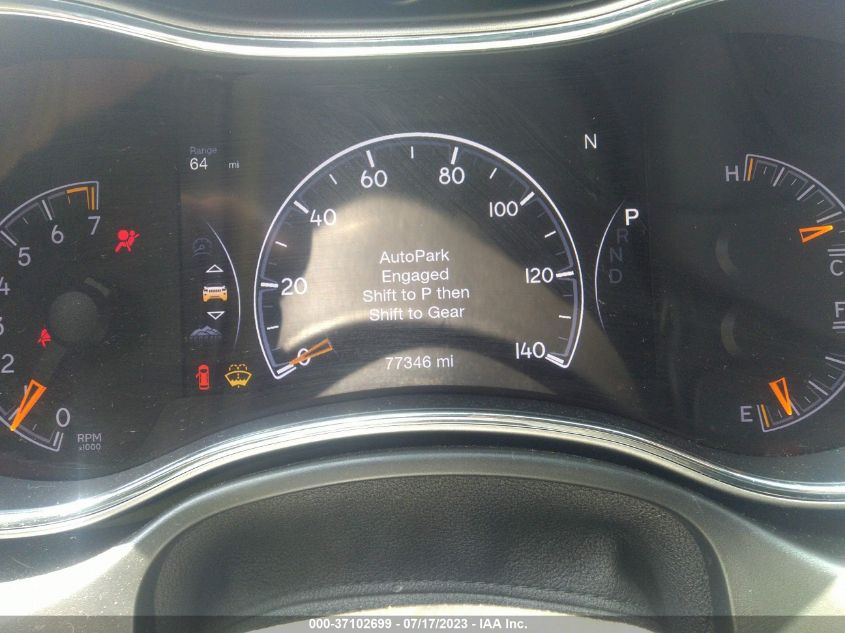 Range
64 mi
N
H
C
F
E
7
6
5
4
3
2
1
0
RPM
x1000
0
20
40
60
80
100
120
140
AutoPark
Engaged
Shift to P then
Shift to Gear
77346 mi
P
R
N
D
000-37102699 - 07/17/2023 - IAA Inc.